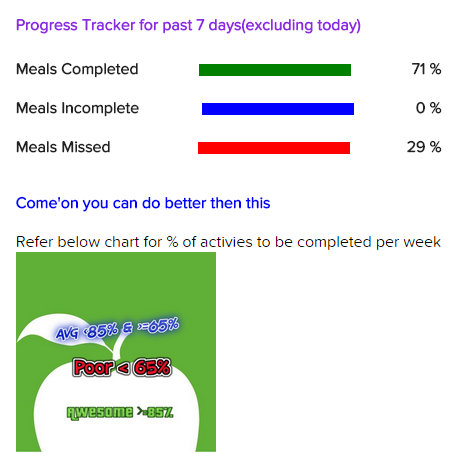 Progress Tracker for past 7 days(excluding today)
Meals Completed 71 %
Meals Incomplete 0 %
Meals Missed 29 %
Come'on you can do better then this
Refer below chart for % of activies to be completed per week
AVG <85% & >=65%
Poor < 65%
Awesome >=85%